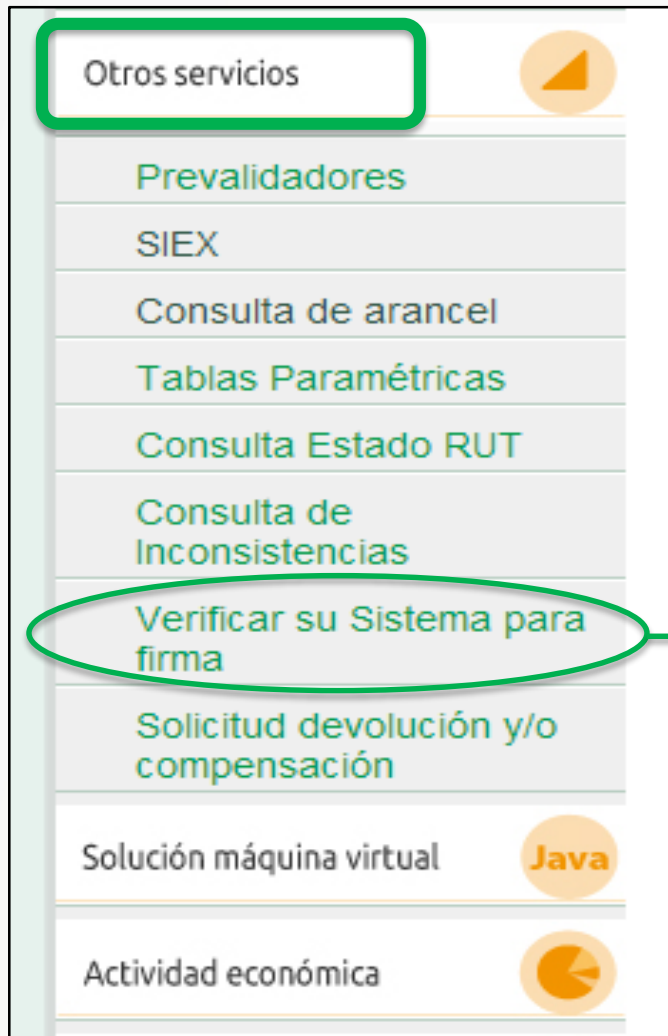 Otros servicios
Prevalidadores
SIEX
Consulta de arancel
Tablas Paramétricas
Consulta Estado RUT
Consulta de
Inconsistencias
Verificar su Sistema para
firma
Solicitud devolución y/o
compensación
Solución máquina virtual
Java
Actividad económica